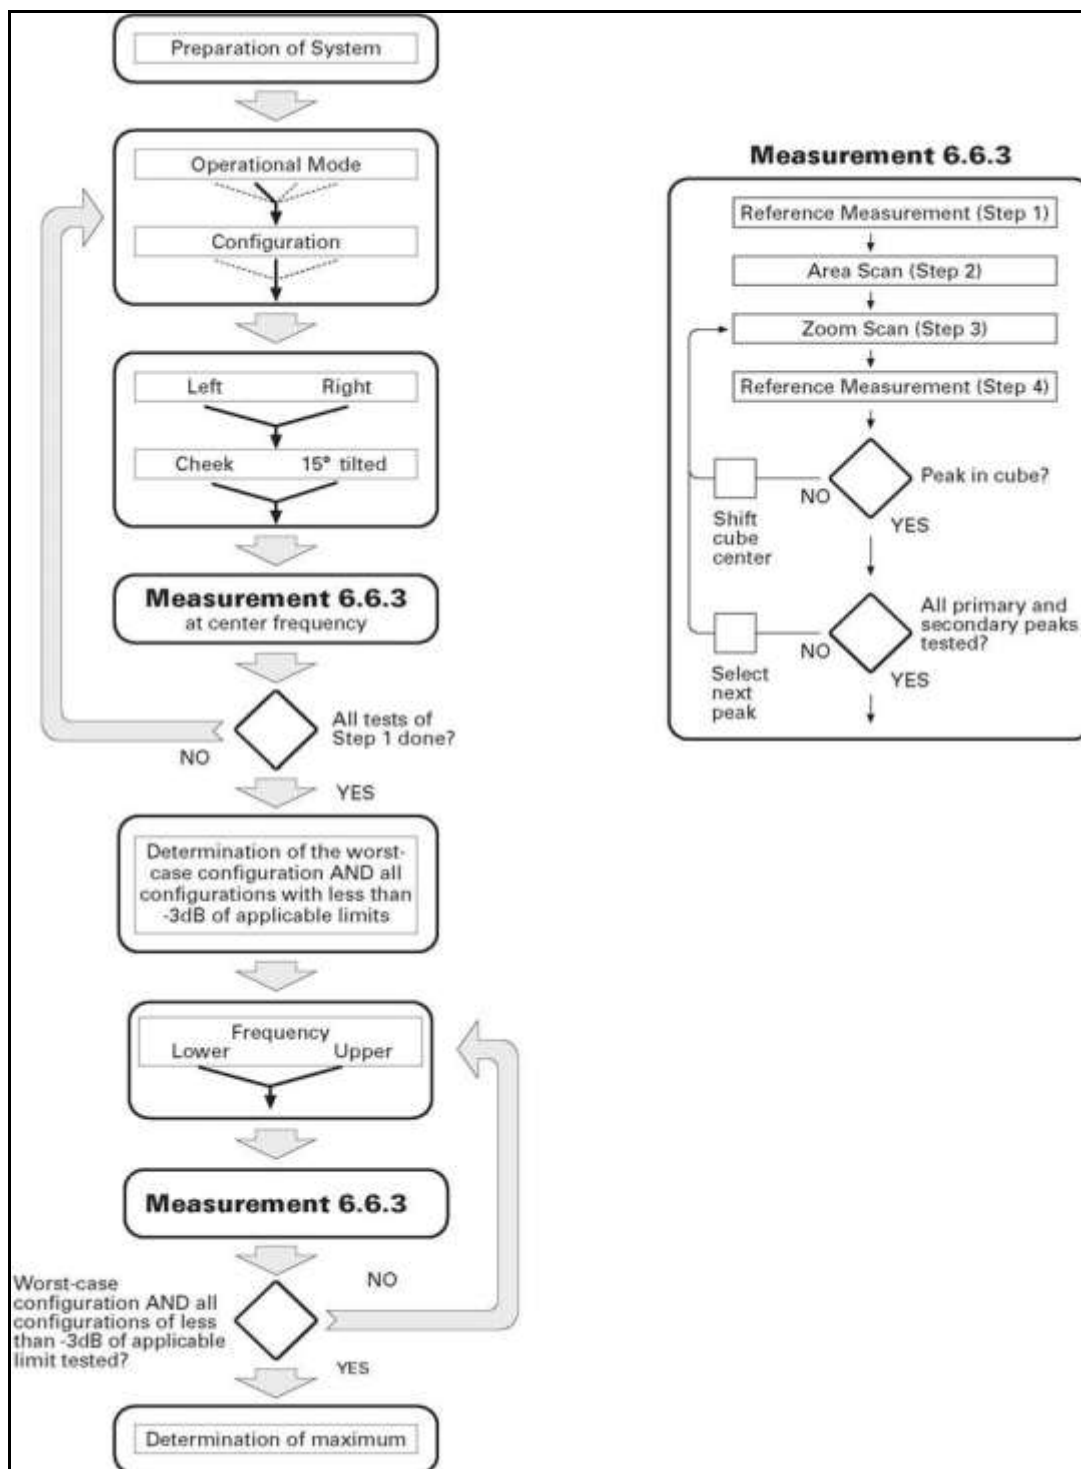 Preparation of System
Operational Mode
Configuration
Left Right
Cheek 15° tilted
Measurement 6.6.3
at center frequency
All tests of
Step 1 done?
NO
YES
Determination of the worst-
case configuration AND all
configurations with less than
-3dB of applicable limits
Frequency
Lower Upper
Measurement 6.6.3
NO
Worst-case
configuration AND all
configurations of less
than -3dB of applicable
limit tested?
YES
Determination of maximum
Measurement 6.6.3
Reference Measurement (Step 1)
Area Scan (Step 2)
Zoom Scan (Step 3)
Reference Measurement (Step 4)
Peak in cube?
NO
YES
Shift
cube
center
All primary and
secondary peaks
tested?
NO
YES
Select
next
peak